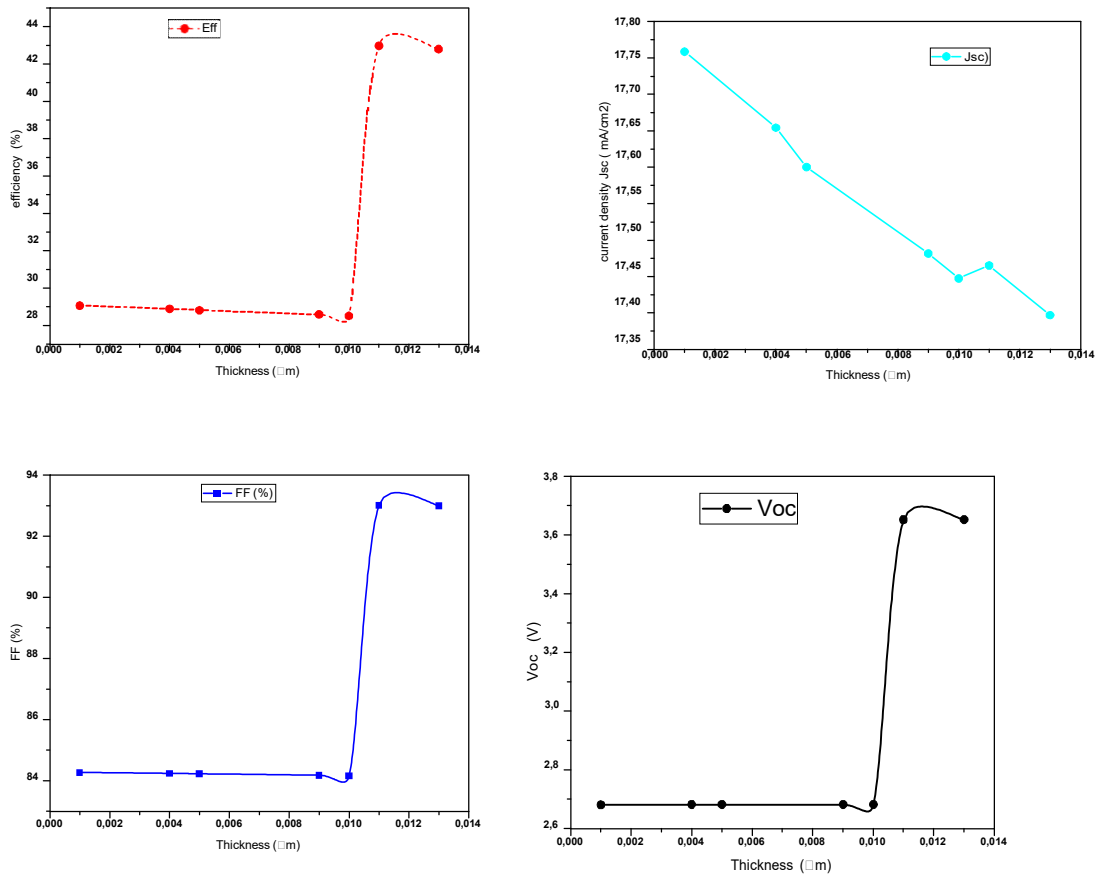 Eff
44
42
40
38
36
34
32
30
28
efficiency (%)
0,000 0,002 0,004 0,006 0,008 0,010 0,012 0,014
Thickness (□m)
Jsc)
17,80
17,75
17,70
17,65
17,60
17,55
17,50
17,45
17,40
17,35
current density Jsc ( mA/cm2)
0,000 0,002 0,004 0,006 0,008 0,010 0,012 0,014
Thickness (□m)
FF (%)
94
92
90
88
86
84
FF (%)
0,000 0,002 0,004 0,006 0,008 0,010 0,012 0,014
Thickness (□m)
Voc
3,8
3,6
3,4
3,2
3,0
2,8
2,6
Voc (V)
0,000 0,002 0,004 0,006 0,008 0,010 0,012 0,014
Thickness (□m)